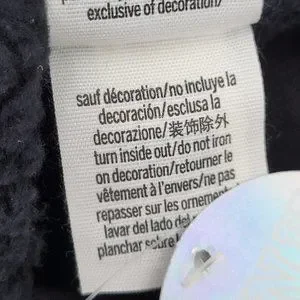 exclusive of decoration/
sauf décoration/no incluye la
decoración/esclusa la
decorazione/装饰除外
turn inside out/do not iron
on decoration/retourner le
vêtement à l'envers/ne pas
repasser sur les ornement
lavar del lado del
planchar sobre